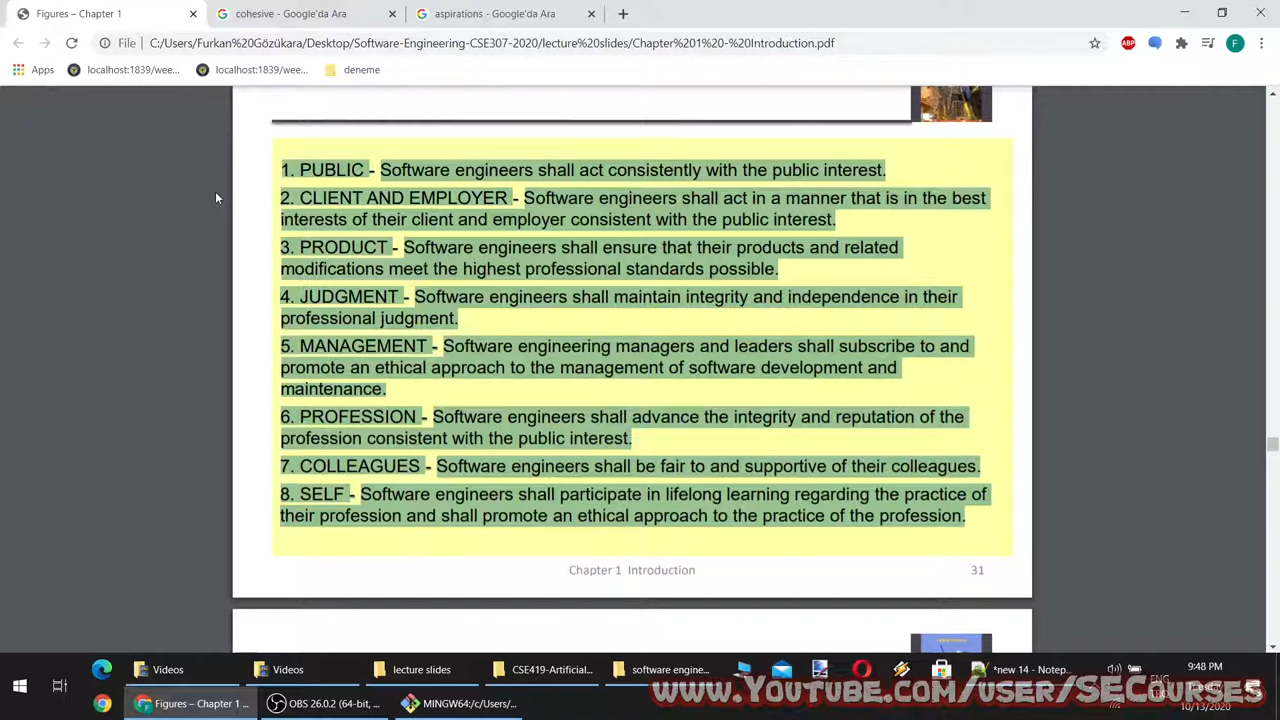 Figures – Chapter 1
cohesive - Google'da Ara
aspirations - Google'da Ara
File
C:/Users/Furkan%20Gözükara/Desktop/Software-Engineering-CSE307-2020/lecture%20slides/Chapter%201%20-%20Introduction.pdf
ABP
F
Apps
localhost:1839/wee...
localhost:1839/wee...
deneme
1. PUBLIC - Software engineers shall act consistently with the public interest.
2. CLIENT AND EMPLOYER - Software engineers shall act in a manner that is in the best
interests of their client and employer consistent with the public interest.
3. PRODUCT - Software engineers shall ensure that their products and related
modifications meet the highest professional standards possible.
4. JUDGMENT - Software engineers shall maintain integrity and independence in their
professional judgment.
5. MANAGEMENT - Software engineering managers and leaders shall subscribe to and
promote an ethical approach to the management of software development and
maintenance.
6. PROFESSION - Software engineers shall advance the integrity and reputation of the
profession consistent with the public interest.
7. COLLEAGUES - Software engineers shall be fair to and supportive of their colleagues.
8. SELF - Software engineers shall participate in lifelong learning regarding the practice of
their profession and shall promote an ethical approach to the practice of the profession.
Chapter 1 Introduction
31
Videos
Videos
lecture slides
CSE419-Artificial...
software enginee...
*new 14 - Notep...
9:48 PM
ENG
Figures – Chapter 1 ...
OBS 26.0.2 (64-bit, ...
MINGW64:/c/Users/...
10/13/2020
www.Youtube.com/user/SECourses